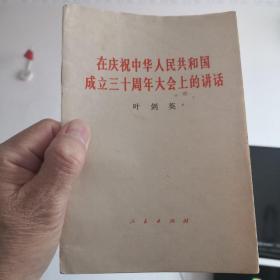 在庆祝中华人民共和国
成立三十周年大会上的讲话
叶剑英
人民出版社